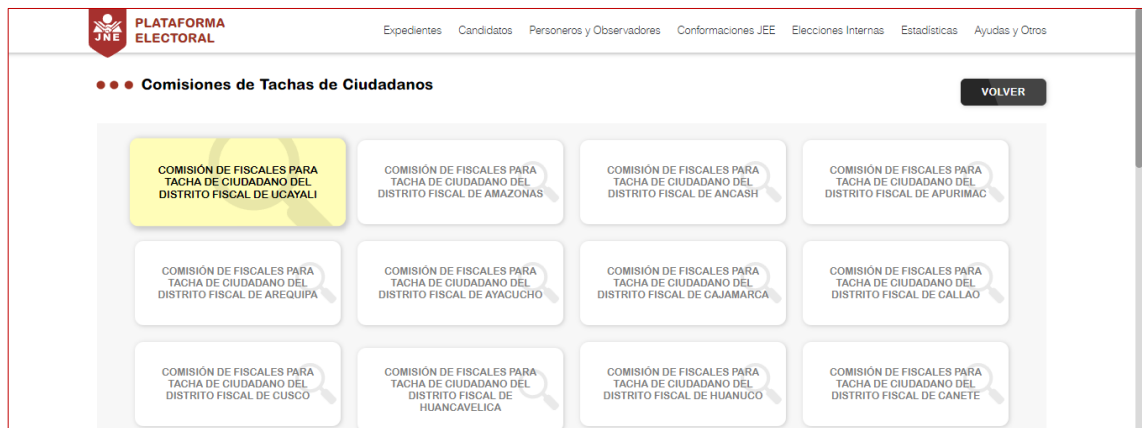 JNE
PLATAFORMA
ELECTORAL
Expedientes Candidatos Personeros y Observadores Conformaciones JEE Elecciones Internas Estadísticas Ayudas y Otros
Comisiones de Tachas de Ciudadanos
VOLVER
COMISIÓN DE FISCALES PARA
TACHA DE CIUDADANO DEL
DISTRITO FISCAL DE UCAYALI
COMISIÓN DE FISCALES PARA
TACHA DE CIUDADANO DEL
DISTRITO FISCAL DE AMAZONAS
COMISIÓN DE FISCALES PARA
TACHA DE CIUDADANO DEL
DISTRITO FISCAL DE ANCASH
COMISIÓN DE FISCALES PARA
TACHA DE CIUDADANO DEL
DISTRITO FISCAL DE APURIMAC
COMISIÓN DE FISCALES PARA
TACHA DE CIUDADANO DEL
DISTRITO FISCAL DE AREQUIPA
COMISIÓN DE FISCALES PARA
TACHA DE CIUDADANO DEL
DISTRITO FISCAL DE AYACUCHO
COMISIÓN DE FISCALES PARA
TACHA DE CIUDADANO DEL
DISTRITO FISCAL DE CAJAMARCA
COMISIÓN DE FISCALES PARA
TACHA DE CIUDADANO DEL
DISTRITO FISCAL DE CALLAO
COMISIÓN DE FISCALES PARA
TACHA DE CIUDADANO DEL
DISTRITO FISCAL DE CUSCO
COMISIÓN DE FISCALES PARA
TACHA DE CIUDADANO DEL
DISTRITO FISCAL DE
HUANCAVELICA
COMISIÓN DE FISCALES PARA
TACHA DE CIUDADANO DEL
DISTRITO FISCAL DE HUANUCO
COMISIÓN DE FISCALES PARA
TACHA DE CIUDADANO DEL
DISTRITO FISCAL DE CANETE